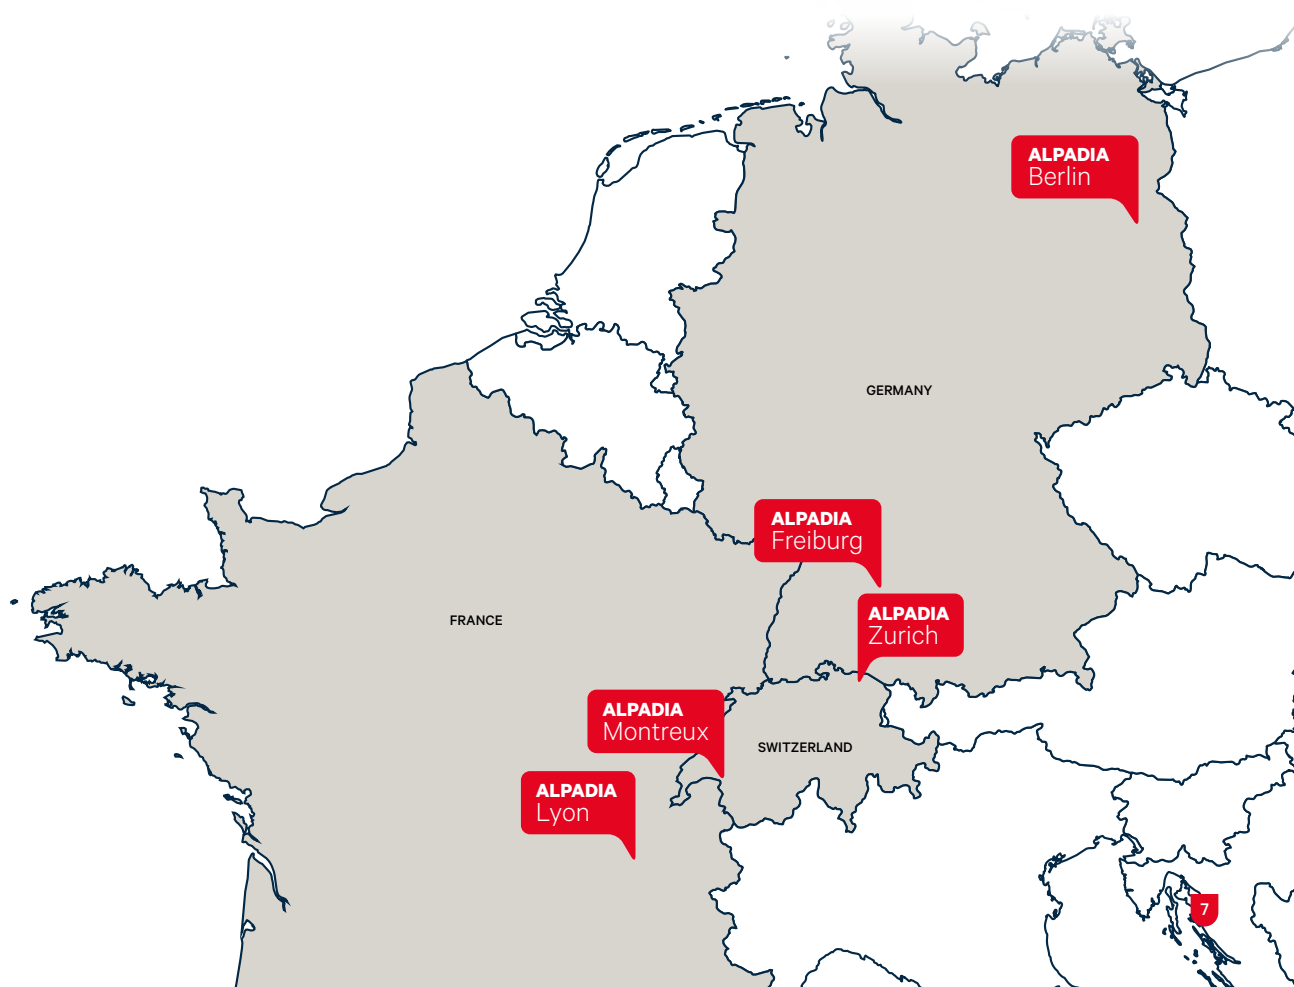 ALPADIA
Berlin
GERMANY
ALPADIA
Freiburg
ALPADIA
Zurich
FRANCE
ALPADIA
Montreux
SWITZERLAND
ALPADIA
Lyon
7